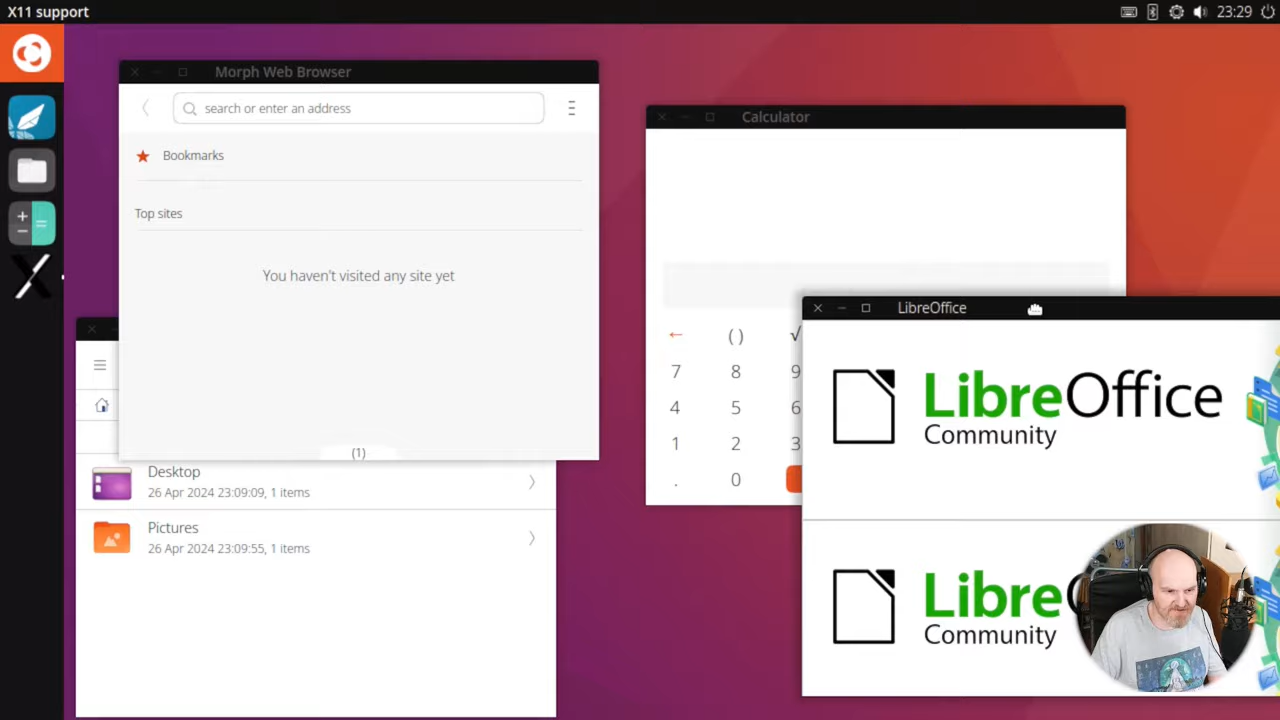 X11 support
23:29
Morph Web Browser
search or enter an address
Bookmarks
Top sites
You haven't visited any site yet
(1)
Desktop
26 Apr 2024 23:09:09, 1 items
Pictures
26 Apr 2024 23:09:55, 1 items
Calculator
← ( ) √
7 8 9
4 5 6
1 2 3
. 0
LibreOffice
LibreOffice
Community
Libre
Community